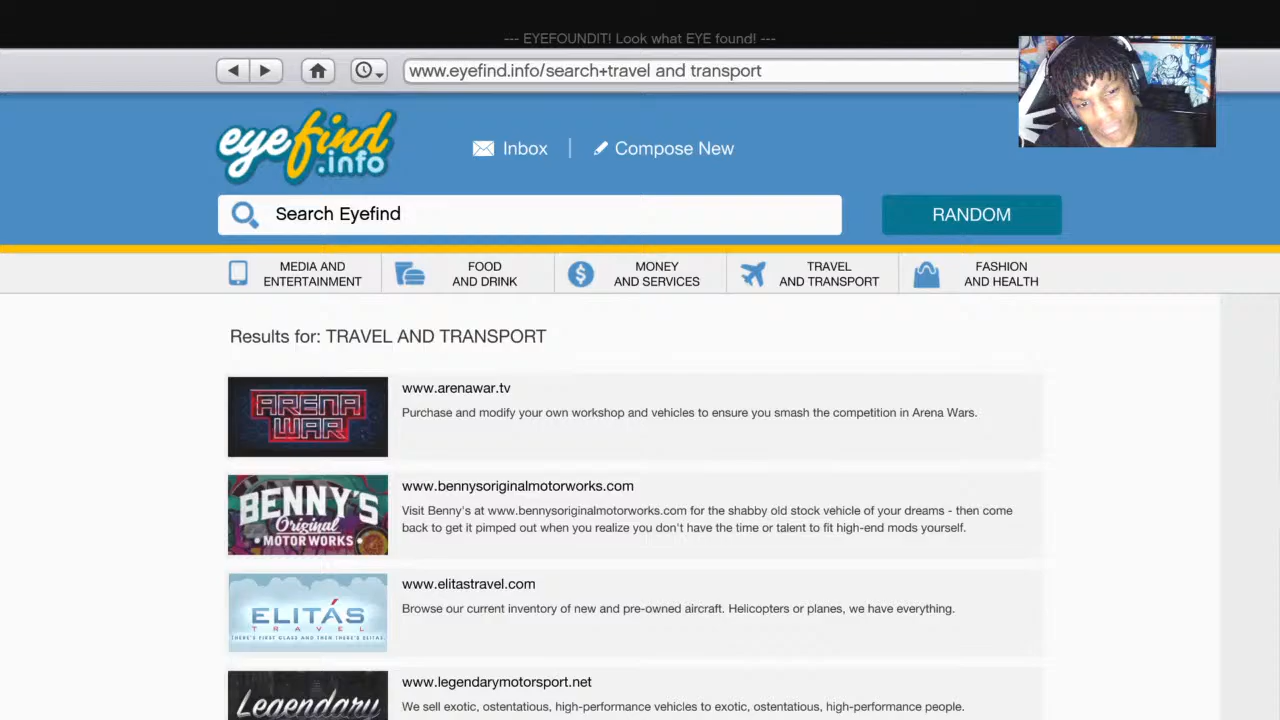 --- EYEFOUNDIT! Look what EYE found! ---
www.eyefind.info/search+travel and transport
eyefind
.info
Inbox
Compose New
Search Eyefind
RANDOM
MEDIA AND
ENTERTAINMENT
FOOD
AND DRINK
MONEY
AND SERVICES
TRAVEL
AND TRANSPORT
FASHION
AND HEALTH
Results for: TRAVEL AND TRANSPORT
ARENA
WAR
www.arenawar.tv
Purchase and modify your own workshop and vehicles to ensure you smash the competition in Arena Wars.
BENNY'S
Original
MOTOR WORKS
www.bennysoriginalmotorworks.com
Visit Benny's at www.bennysoriginalmotorworks.com for the shabby old stock vehicle of your dreams - then come
back to get it pimped out when you realize you don't have the time or talent to fit high-end mods yourself.
ELITÁS
TRAVEL
THERE'S FIRST CLASS AND THEN THERE'S ELITAS
www.elitastravel.com
Browse our current inventory of new and pre-owned aircraft. Helicopters or planes, we have everything.
Legendary
www.legendarymotorsport.net
We sell exotic, ostentatious, high-performance vehicles to exotic, ostentatious, high-performance people.